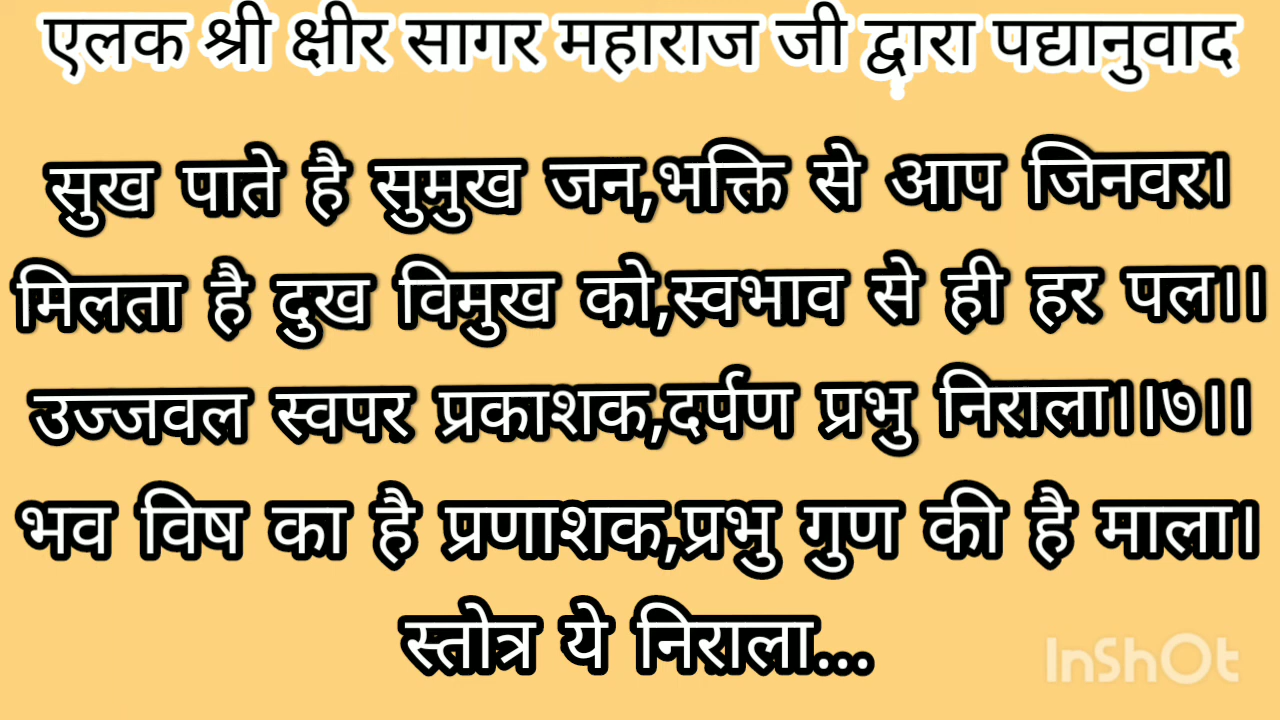 एलक श्री क्षीर सागर महाराज जी द्वारा पद्यानुवाद
सुख पाते है सुमुख जन,भक्ति से आप जिनवर।
मिलता है दुख विमुख को,स्वभाव से ही हर पल।।
उज्जवल स्वपर प्रकाशक,दर्पण प्रभु निराला।।७।।
भव विष का है प्रणाशक,प्रभु गुण की है माला।
स्तोत्र ये निराला...
InShOt